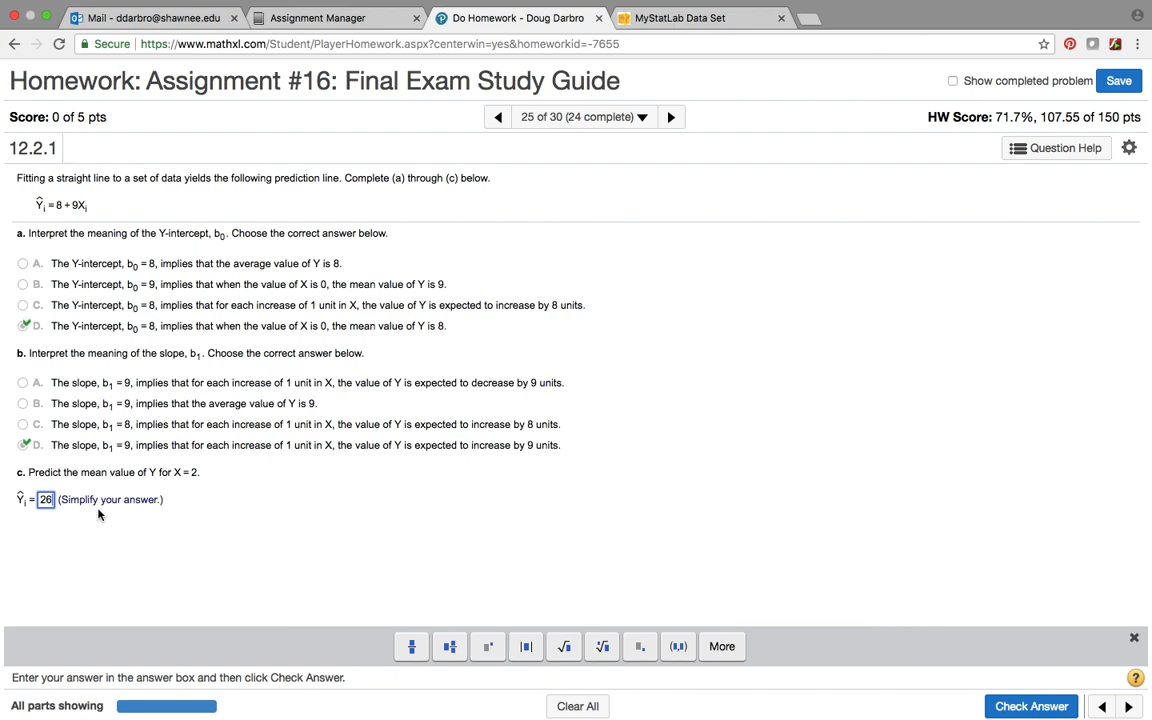 Mail - ddarbro@shawnee.edu
Assignment Manager
Do Homework - Doug Darbro
MyStatLab Data Set
Secure https://www.mathxl.com/Student/PlayerHomework.aspx?centerwin=yes&homeworkid=-7655
Homework: Assignment #16: Final Exam Study Guide
Show completed problem
Save
Score: 0 of 5 pts
25 of 30 (24 complete)
HW Score: 71.7%, 107.55 of 150 pts
12.2.1
Question Help
Fitting a straight line to a set of data yields the following prediction line. Complete (a) through (c) below.
Ŷᵢ = 8 + 9Xᵢ
a. Interpret the meaning of the Y-intercept, b₀. Choose the correct answer below.
A. The Y-intercept, b₀ = 8, implies that the average value of Y is 8.
B. The Y-intercept, b₀ = 9, implies that when the value of X is 0, the mean value of Y is 9.
C. The Y-intercept, b₀ = 8, implies that for each increase of 1 unit in X, the value of Y is expected to increase by 8 units.
D. The Y-intercept, b₀ = 8, implies that when the value of X is 0, the mean value of Y is 8.
b. Interpret the meaning of the slope, b₁. Choose the correct answer below.
A. The slope, b₁ = 9, implies that for each increase of 1 unit in X, the value of Y is expected to decrease by 9 units.
B. The slope, b₁ = 9, implies that the average value of Y is 9.
C. The slope, b₁ = 8, implies that for each increase of 1 unit in X, the value of Y is expected to increase by 8 units.
D. The slope, b₁ = 9, implies that for each increase of 1 unit in X, the value of Y is expected to increase by 9 units.
c. Predict the mean value of Y for X = 2.
Ŷᵢ = 26 (Simplify your answer.)
More
Enter your answer in the answer box and then click Check Answer.
?
All parts showing
Clear All
Check Answer